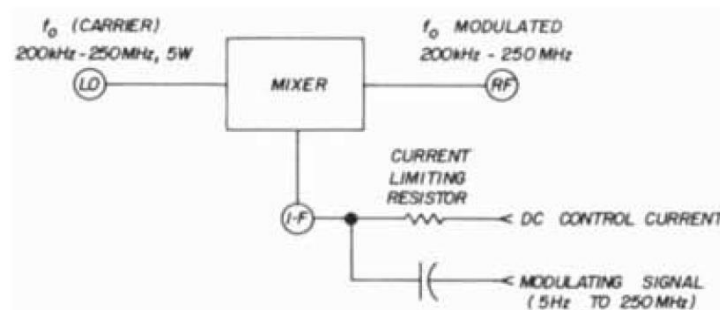 f₀ (CARRIER)
200kHz-250MHz, 5W
f₀ MODULATED
200kHz - 250 MHz
LO
MIXER
RF
CURRENT
LIMITING
RESISTOR
I-F
DC CONTROL CURRENT
MODULATING SIGNAL
(5Hz TO 250MHz)